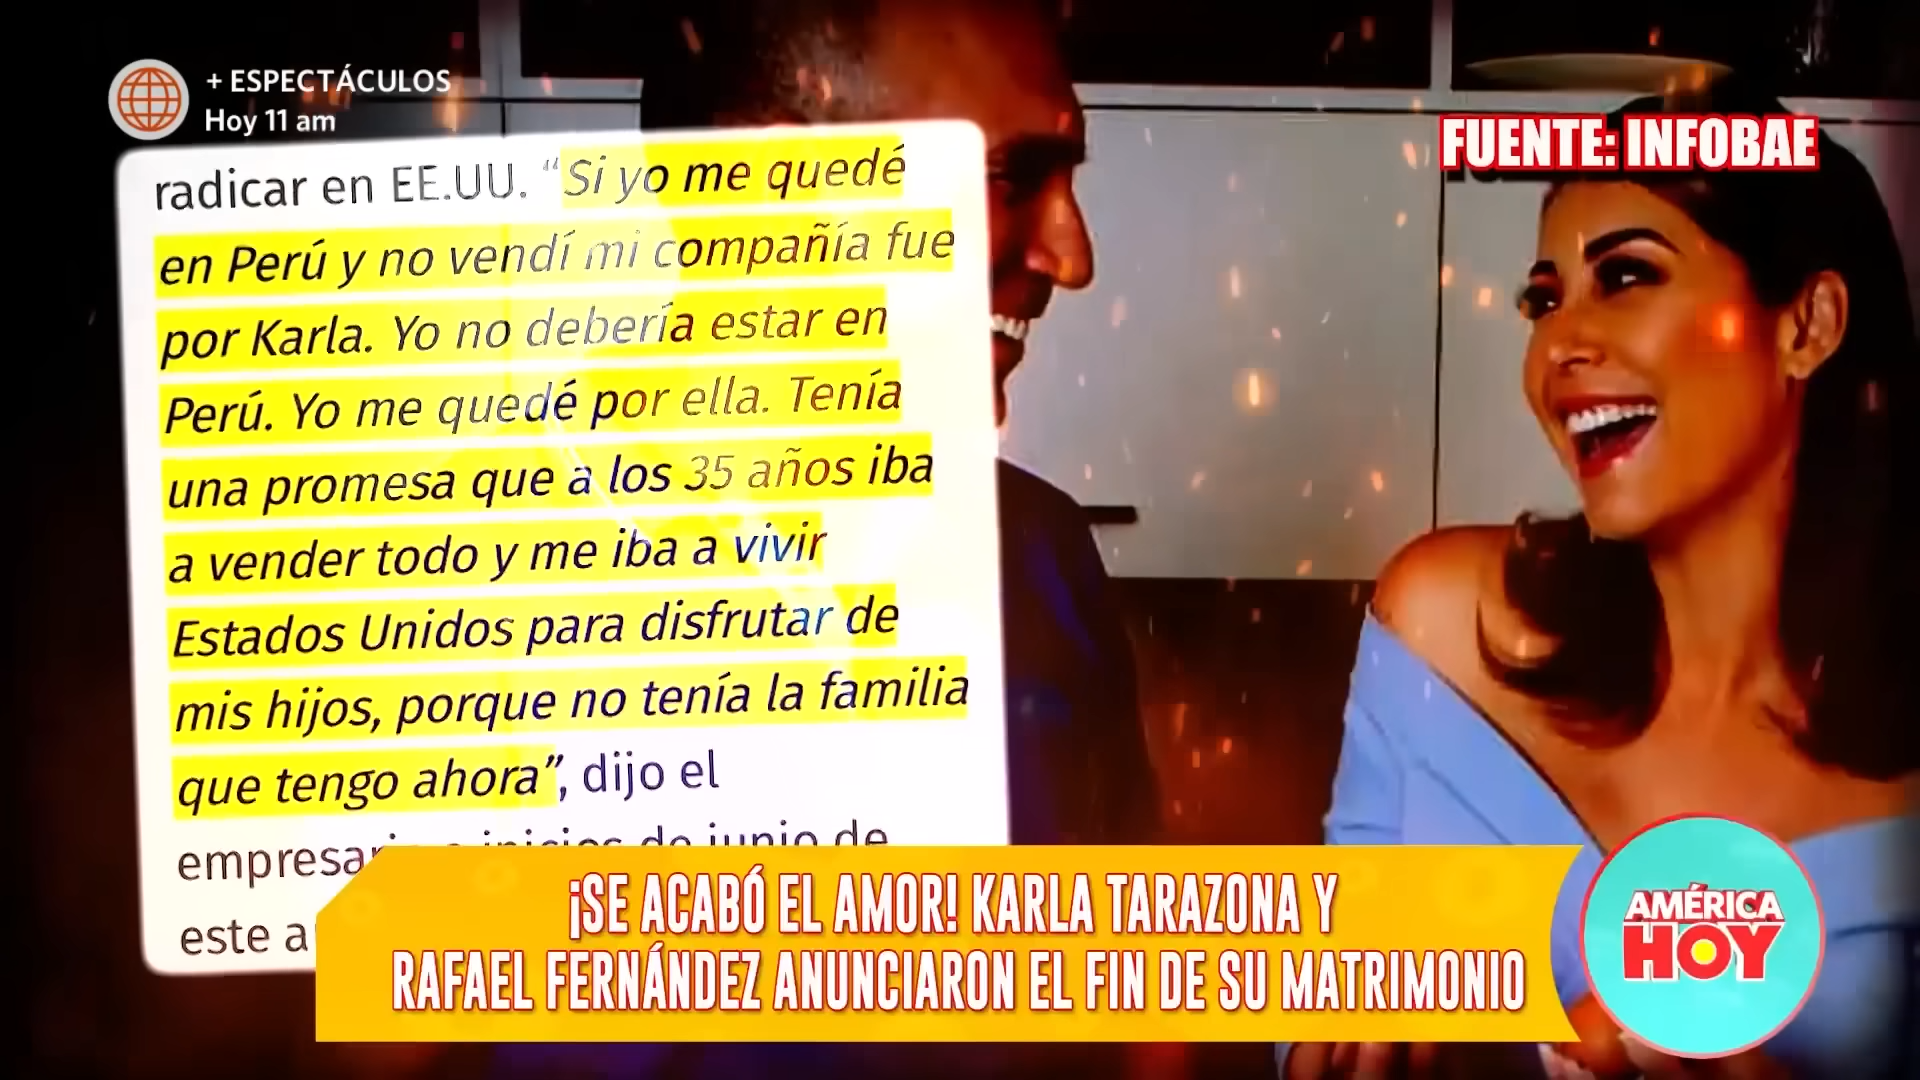 + ESPECTÁCULOS
Hoy 11 am
FUENTE: INFOBAE
radicar en EE.UU. “Si yo me quedé
en Perú y no vendí mi compañía fue
por Karla. Yo no debería estar en
Perú. Yo me quedé por ella. Tenía
una promesa que a los 35 años iba
a vender todo y me iba a vivir
Estados Unidos para disfrutar de
mis hijos, porque no tenía la familia
que tengo ahora”, dijo el
inicios de junio de
este
¡SE ACABÓ EL AMOR! KARLA TARAZONA Y
RAFAEL FERNÁNDEZ ANUNCIARON EL FIN DE SU MATRIMONIO
AMÉRICA
HOY